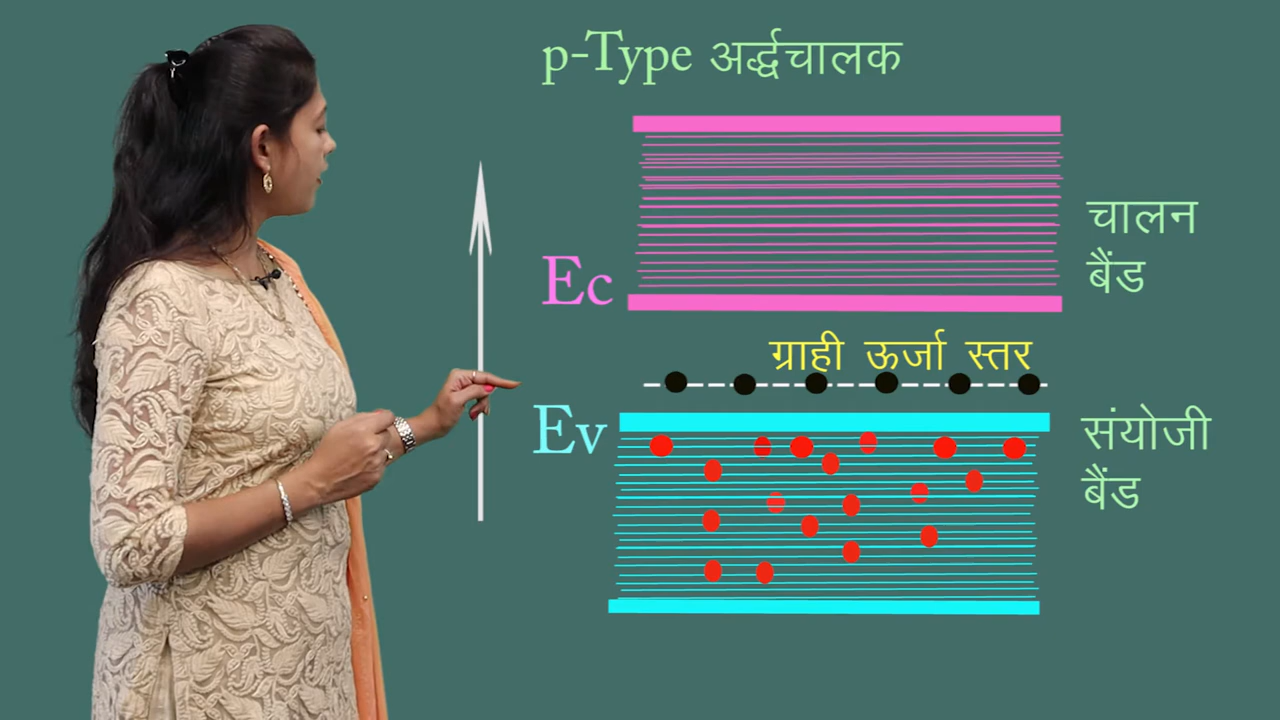 p-Type अर्द्धचालक
Ec
चालन
बैंड
ग्राही ऊर्जा स्तर
Ev
संयोजी
बैंड